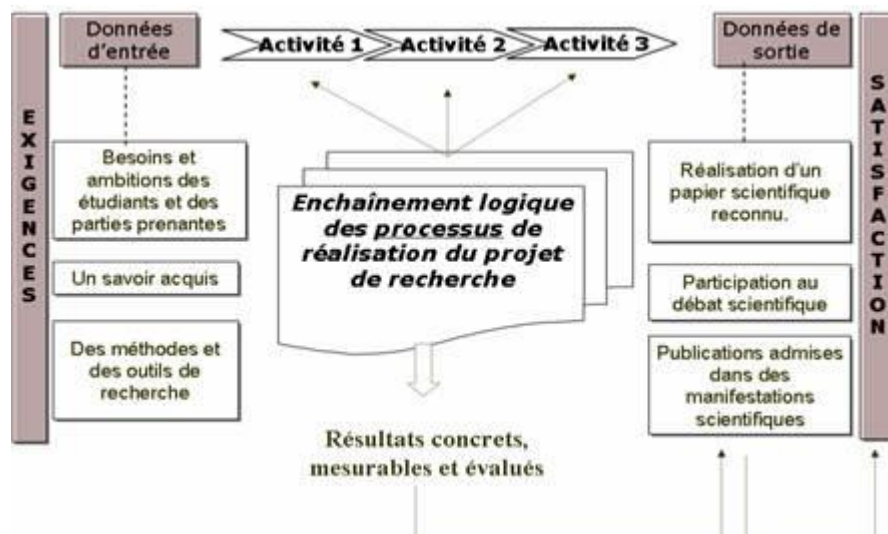 Données
d'entrée
Activité 1
Activité 2
Activité 3
Données de
sortie
EXIGENCES
Besoins et
ambitions des
étudiants et des
parties prenantes
Un savoir acquis
Des méthodes et
des outils de
recherche
Enchaînement logique
des processus de
réalisation du projet
de recherche
Résultats concrets,
mesurables et évalués
Réalisation d'un
papier scientifique
reconnu.
Participation au
débat scientifique
Publications admises
dans des
manifestations
scientifiques
SATISFACTION